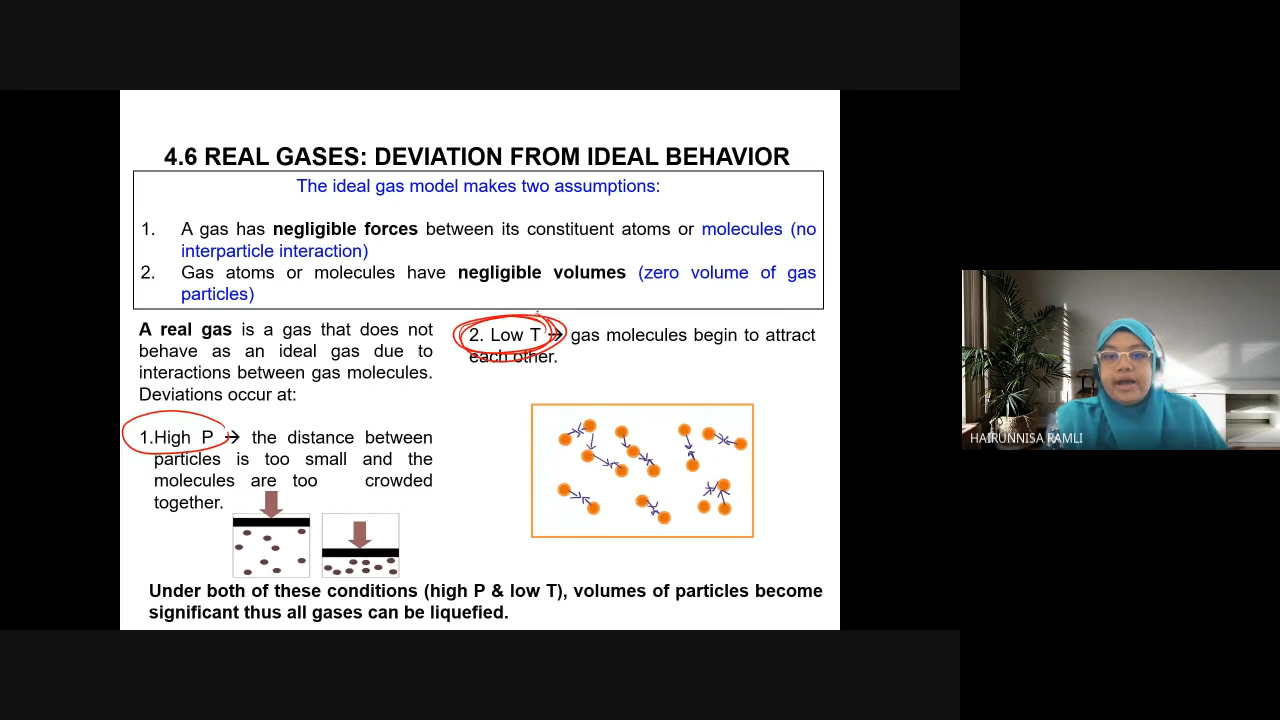 4.6 REAL GASES: DEVIATION FROM IDEAL BEHAVIOR
The ideal gas model makes two assumptions:
1. A gas has negligible forces between its constituent atoms or molecules (no
interparticle interaction)
2. Gas atoms or molecules have negligible volumes (zero volume of gas
particles)
A real gas is a gas that does not
behave as an ideal gas due to
interactions between gas molecules.
Deviations occur at:
1.High P → the distance between
particles is too small and the
molecules are too crowded
together.
2. Low T → gas molecules begin to attract
each other.
Under both of these conditions (high P & low T), volumes of particles become
significant thus all gases can be liquefied.
HAIRUNNISA RAMLI